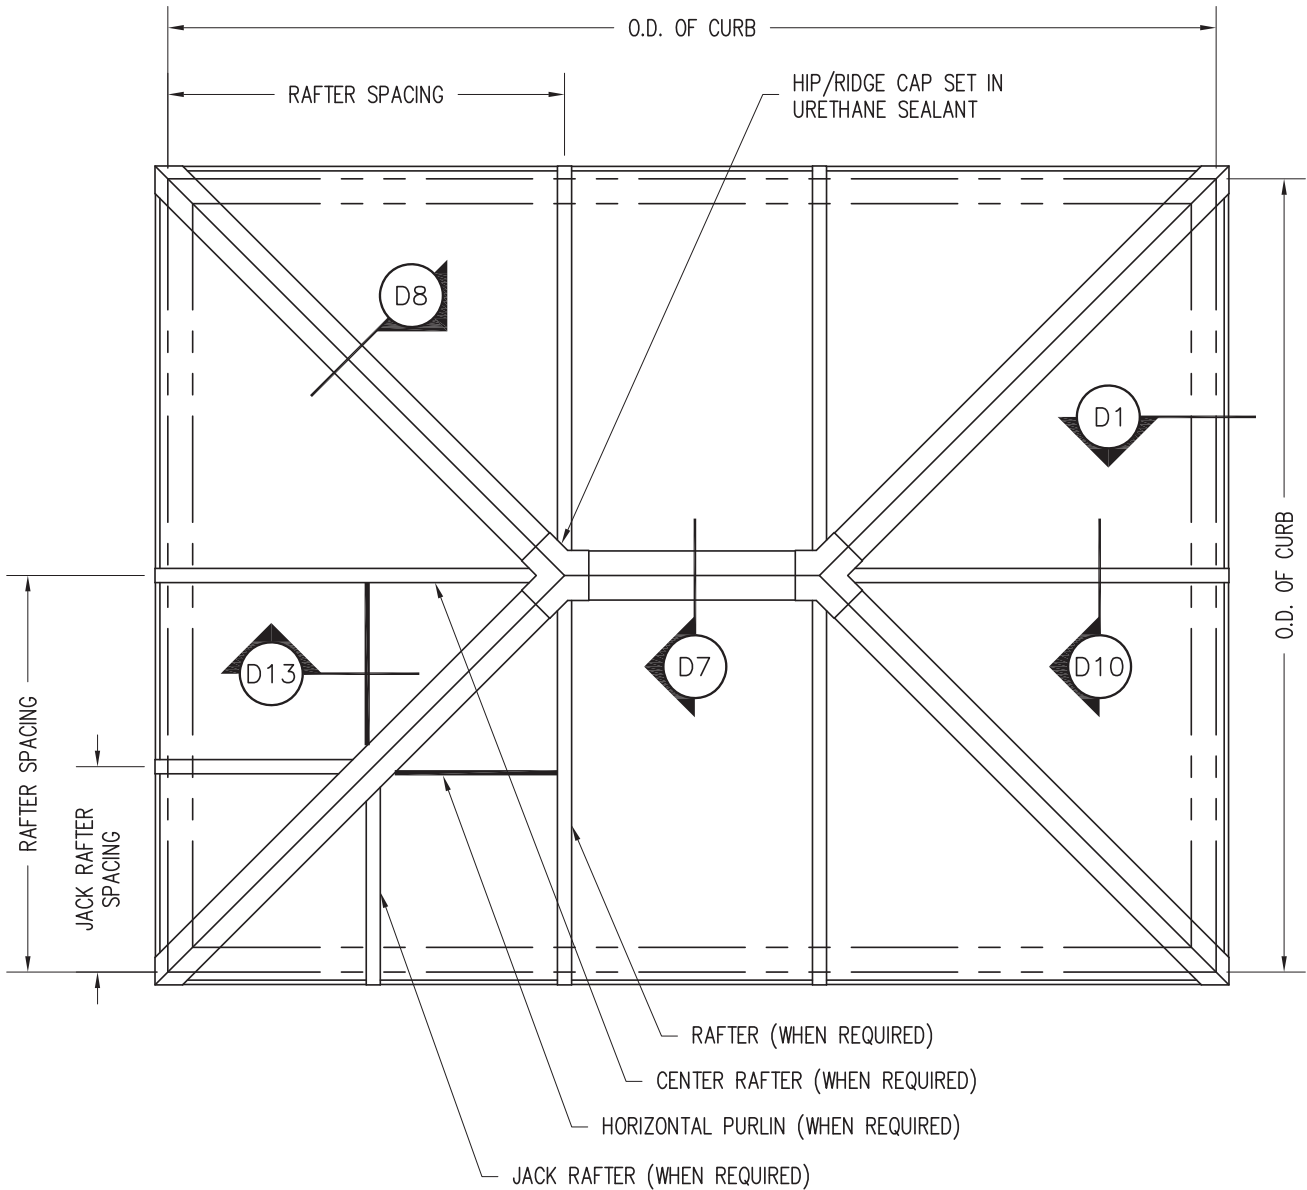 O.D. OF CURB
RAFTER SPACING
HIP/RIDGE CAP SET IN
URETHANE SEALANT
D8
D1
O.D. OF CURB
D13
D7
D10
RAFTER SPACING
JACK RAFTER
SPACING
RAFTER (WHEN REQUIRED)
CENTER RAFTER (WHEN REQUIRED)
HORIZONTAL PURLIN (WHEN REQUIRED)
JACK RAFTER (WHEN REQUIRED)